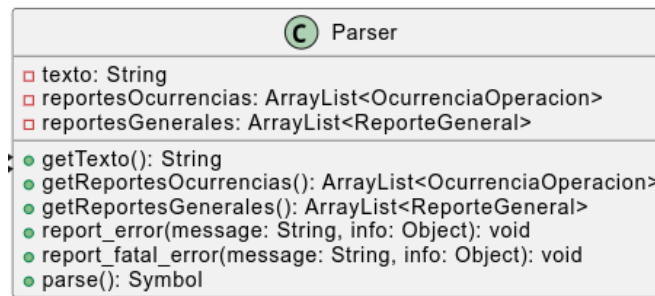 C Parser
texto: String
reportesOcurrencias: ArrayList<OcurrenciaOperacion>
reportesGenerales: ArrayList<ReporteGeneral>
getTexto(): String
getReportesOcurrencias(): ArrayList<OcurrenciaOperacion>
getReportesGenerales(): ArrayList<ReporteGeneral>
report_error(message: String, info: Object): void
report_fatal_error(message: String, info: Object): void
parse(): Symbol